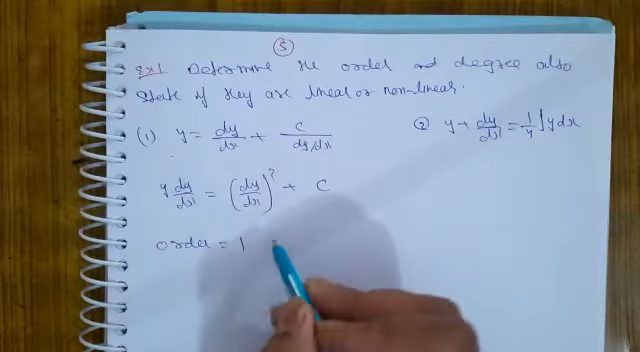 5
Ex1 Determine the order and degree also
state if they are linear or non-linear.
(1) y = dy/dx + c/(dy/dx)
② y + dy/dx = 1/y ∫ y dx
y dy/dx = (dy/dx)² + c
order = 1